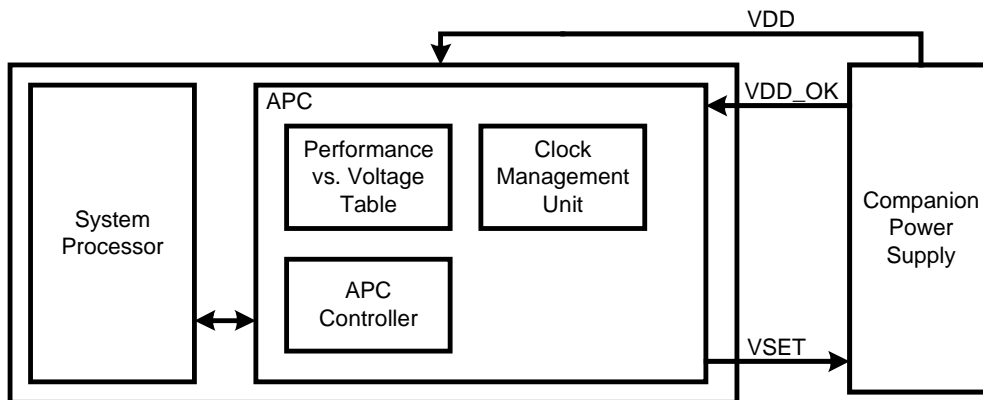 VDD
VDD_OK
APC
Performance
vs. Voltage
Table
Clock
Management
Unit
System
Processor
Companion
Power
Supply
APC
Controller
VSET